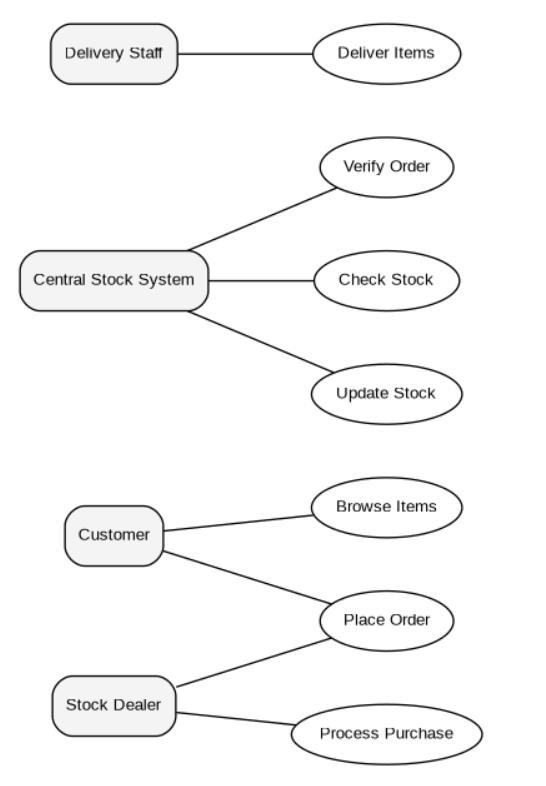 Delivery Staff
Deliver Items
Verify Order
Central Stock System
Check Stock
Update Stock
Browse Items
Customer
Place Order
Stock Dealer
Process Purchase